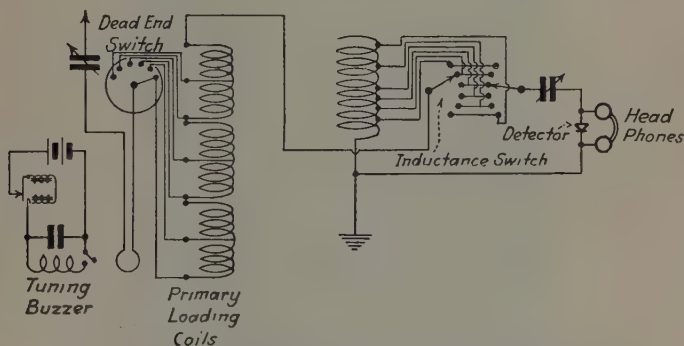 Dead End
Switch
Tuning
Buzzer
Primary
Loading
Coils
Inductance Switch
Detector
Head
Phones